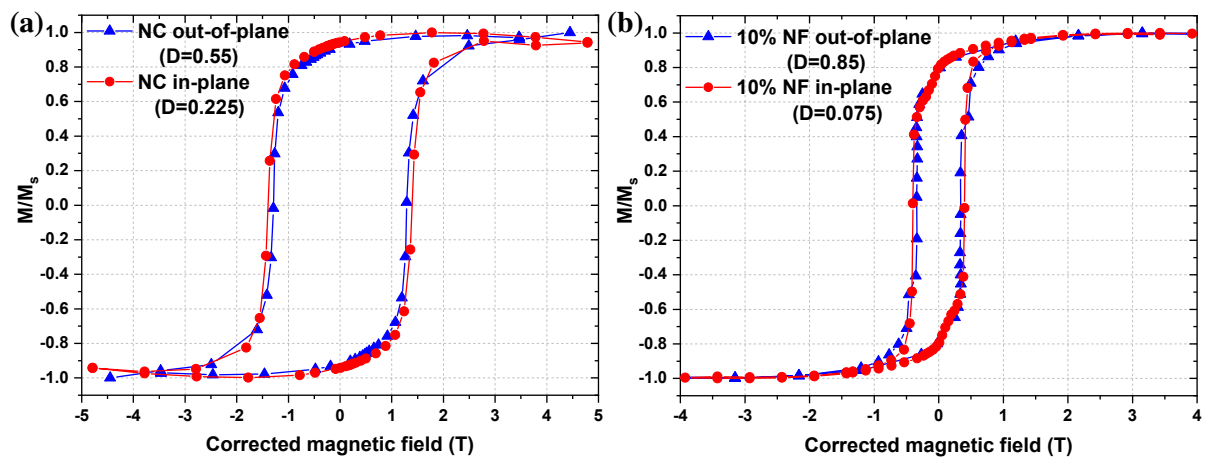 (a)
NC out-of-plane
(D=0.55)
NC in-plane
(D=0.225)
M/Mₛ
1.0
0.8
0.6
0.4
0.2
0.0
-0.2
-0.4
-0.6
-0.8
-1.0
-5 -4 -3 -2 -1 0 1 2 3 4 5
Corrected magnetic field (T)
(b)
10% NF out-of-plane
(D=0.85)
10% NF in-plane
(D=0.075)
M/Mₛ
1.0
0.8
0.6
0.4
0.2
0.0
-0.2
-0.4
-0.6
-0.8
-1.0
-4 -3 -2 -1 0 1 2 3 4
Corrected magnetic field (T)